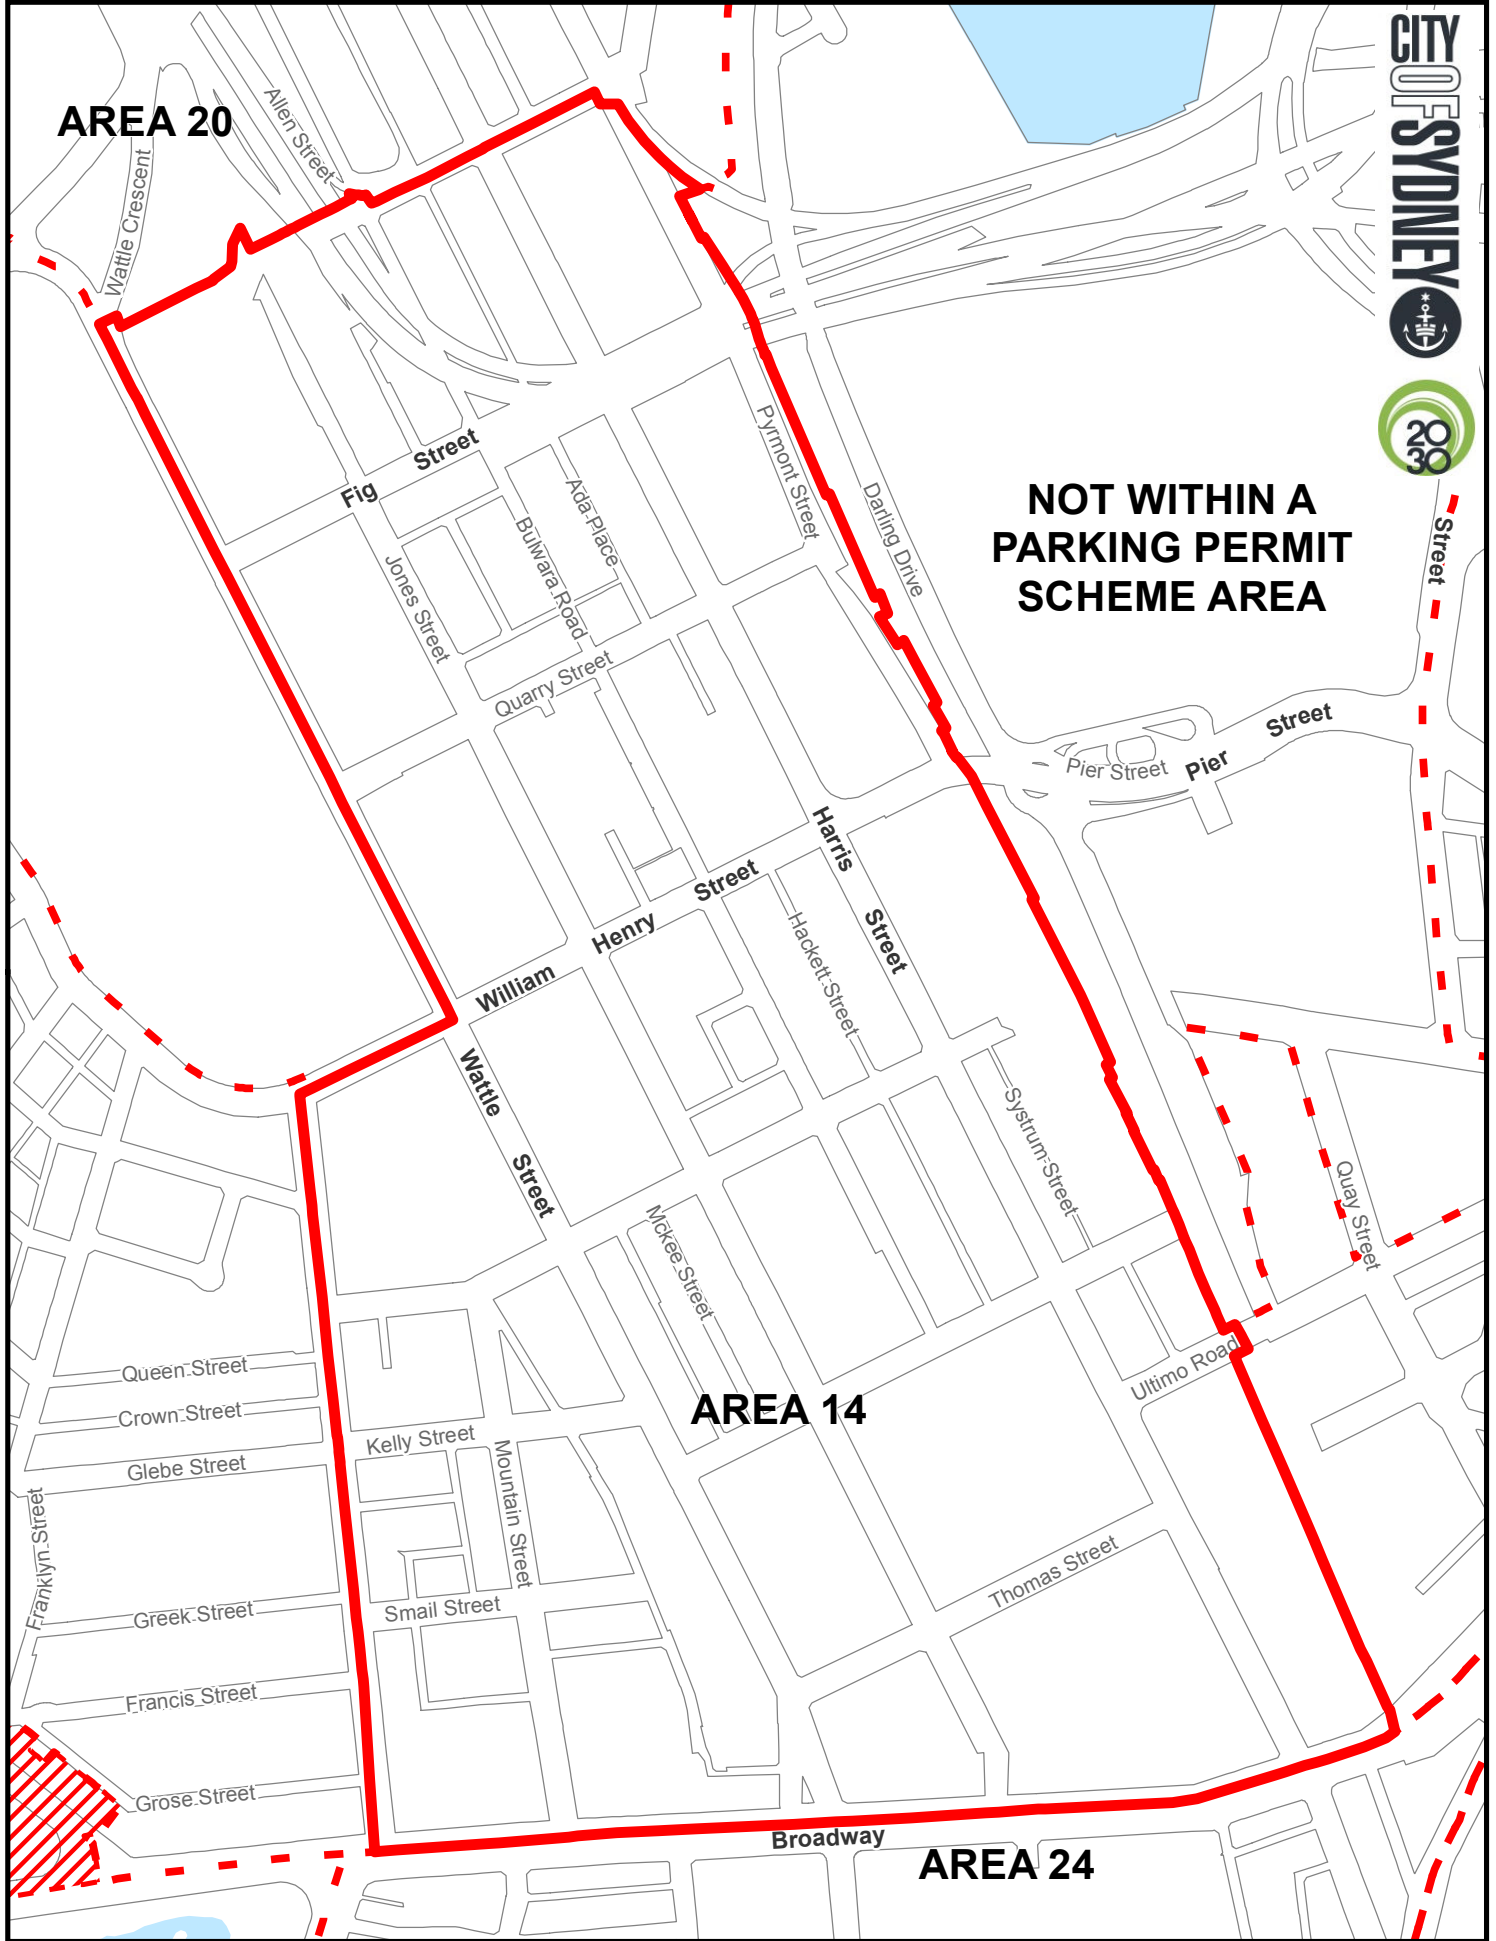 CITY OF SYDNEY
AREA 20
Allen Street
Wattle Crescent
20
30
Pyrmont Street
Fig Street
Ada Place
Darling Drive
NOT WITHIN A
PARKING PERMIT
SCHEME AREA
Street
Bulwara Road
Jones Street
Quarry Street
Pier Street
Pier Street
Harris Street
William Henry Street
Hackett Street
Wattle Street
Systrum Street
Quay Street
Mckee Street
Ultimo Road
Queen Street
Crown Street
Glebe Street
AREA 14
Kelly Street
Mountain Street
Franklyn Street
Thomas Street
Greek Street
Smail Street
Francis Street
Grose Street
Broadway
AREA 24